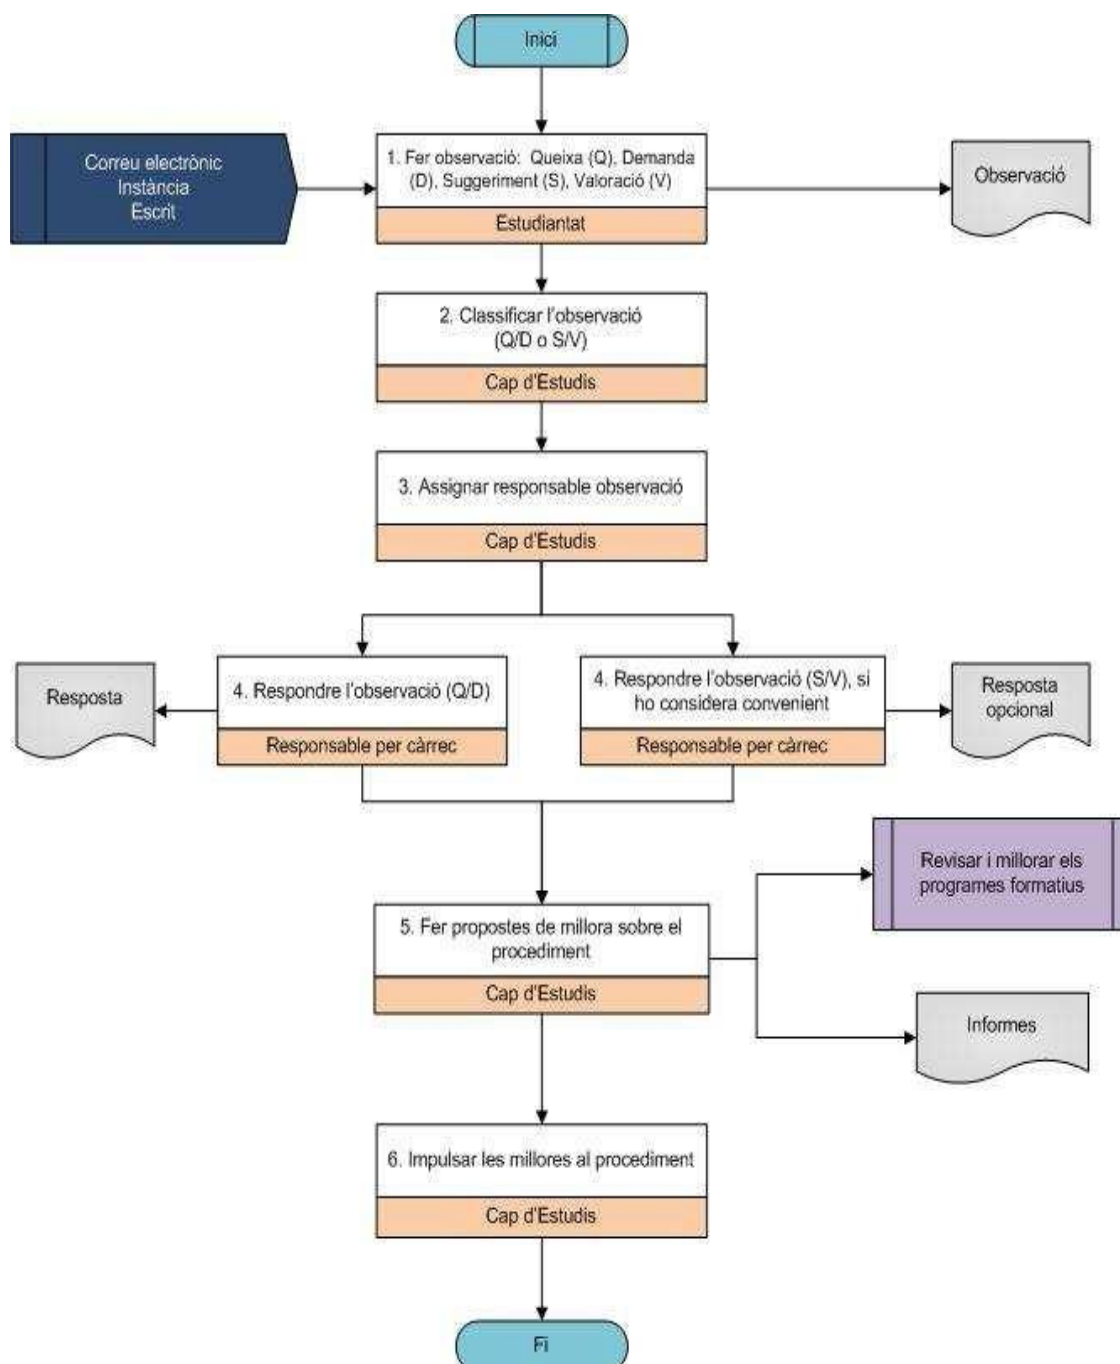 Inici
Correu electrònic
Instància
Escrit
1. Fer observació:  Queixa (Q), Demanda
(D), Suggeriment (S), Valoració (V)
Estudiantat
Observació
2. Classificar l'observació
(Q/D o S/V)
Cap d'Estudis
3. Assignar responsable observació
Cap d'Estudis
Resposta
4. Respondre l'observació (Q/D)
Responsable per càrrec
4. Respondre l'observació (S/V), si
ho considera convenient
Responsable per càrrec
Resposta
opcional
Revisar i millorar els
programes formatius
5. Fer propostes de millora sobre el
procediment
Cap d'Estudis
Informes
6. Impulsar les millores al procediment
Cap d'Estudis
Fi